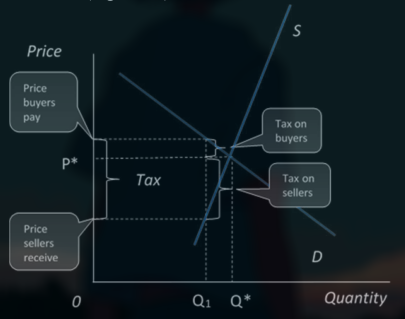 S
Price
Price
buyers
pay
Tax on
buyers
P*
Tax
Tax on
sellers
Price
sellers
receive
D
0
Q₁
Q*
Quantity